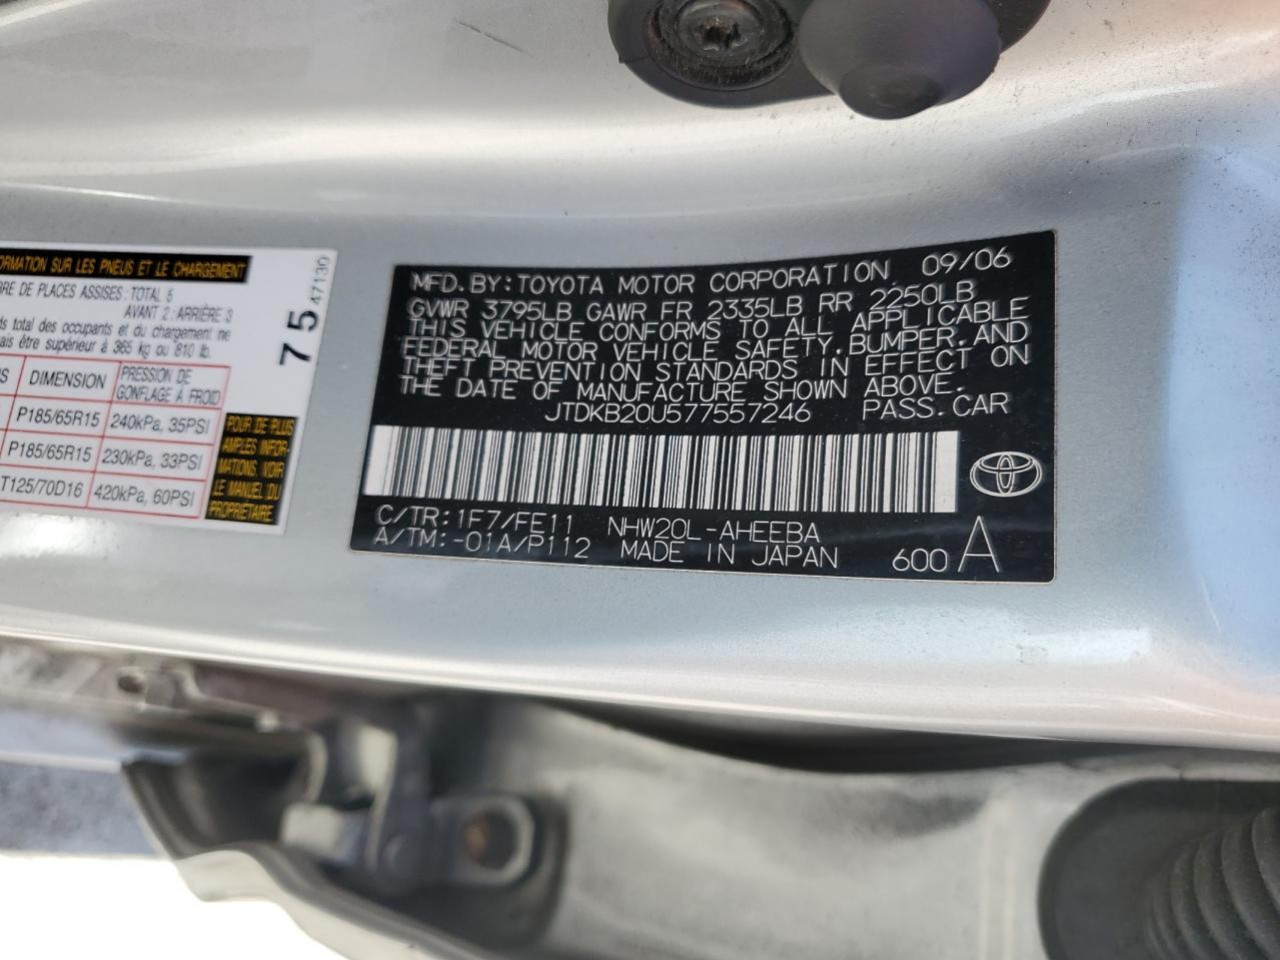 ORMATION SUR LES PNEUS ET LE CHARGEMENT
RE DE PLACES ASSISES: TOTAL 5
AVANT 2: ARRIÈRE 3
ds total des occupants et du chargement ne
ais être supérieur à 365 kg ou 810 lb.
S DIMENSION PRESSION DE GONFLAGE À FROID
P185/65R15 240kPa, 35PSI
P185/65R15 230kPa, 33PSI
T125/70D16 420kPa, 60PSI
POUR DE PLUS
AMPLES INFOR-
MATIONS, VOIR
LE MANUEL DU
PROPRIÉTAIRE
75
47130
MFD. BY: TOYOTA MOTOR CORPORATION 09/06
GVWR 3795LB GAWR FR 2335LB RR 2250LB
THIS VEHICLE CONFORMS TO ALL APPLICABLE
FEDERAL MOTOR VEHICLE SAFETY, BUMPER, AND
THEFT PREVENTION STANDARDS IN EFFECT ON
THE DATE OF MANUFACTURE SHOWN ABOVE.
JTDKB20U577557246 PASS. CAR
C/TR: 1F7/FE11 NHW20L-AHEEBA
A/TM: -01A/P112 MADE IN JAPAN 600 A